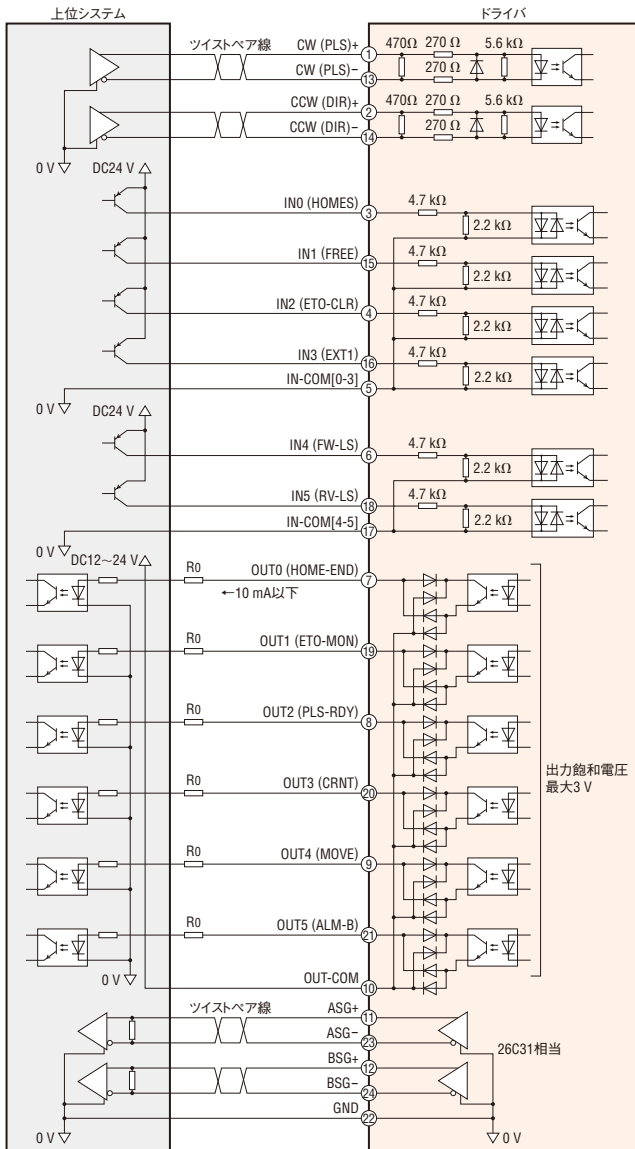 上位システム
ドライバ
ツイストペア線
CW (PLS)+
1
470Ω
270 Ω
5.6 kΩ
CW (PLS)−
13
270 Ω
CCW (DIR)+
2
470Ω
270 Ω
5.6 kΩ
CCW (DIR)−
14
270 Ω
0 V
DC24 V
IN0 (HOMES)
3
4.7 kΩ
2.2 kΩ
IN1 (FREE)
15
4.7 kΩ
2.2 kΩ
IN2 (ETO-CLR)
4
4.7 kΩ
2.2 kΩ
IN3 (EXT1)
16
4.7 kΩ
IN-COM[0-3]
5
2.2 kΩ
0 V
DC24 V
IN4 (FW-LS)
6
4.7 kΩ
2.2 kΩ
IN5 (RV-LS)
18
4.7 kΩ
IN-COM[4-5]
17
2.2 kΩ
0 V
DC12~24 V
R0
OUT0 (HOME-END)
7
←10 mA以下
R0
OUT1 (ETO-MON)
19
R0
OUT2 (PLS-RDY)
8
出力飽和電圧
最大3 V
R0
OUT3 (CRNT)
20
R0
OUT4 (MOVE)
9
R0
OUT5 (ALM-B)
21
0 V
OUT-COM
10
ツイストペア線
ASG+
11
ASG−
23
26C31相当
BSG+
12
BSG−
24
GND
22
0 V
0 V